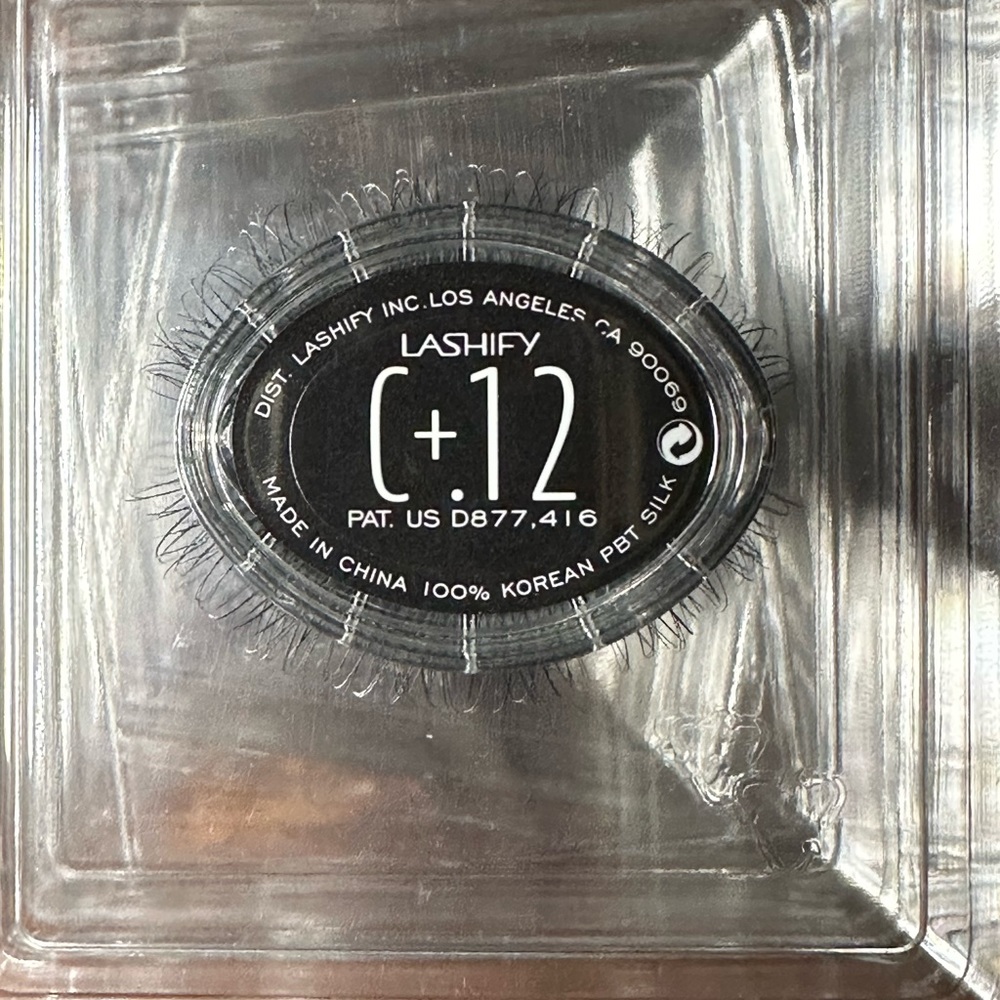 DIST. LASHIFY INC. LOS ANGELES CA 90069
LASHIFY
C+.12
PAT. US D877,416
MADE IN CHINA 100% KOREAN PBT SILK